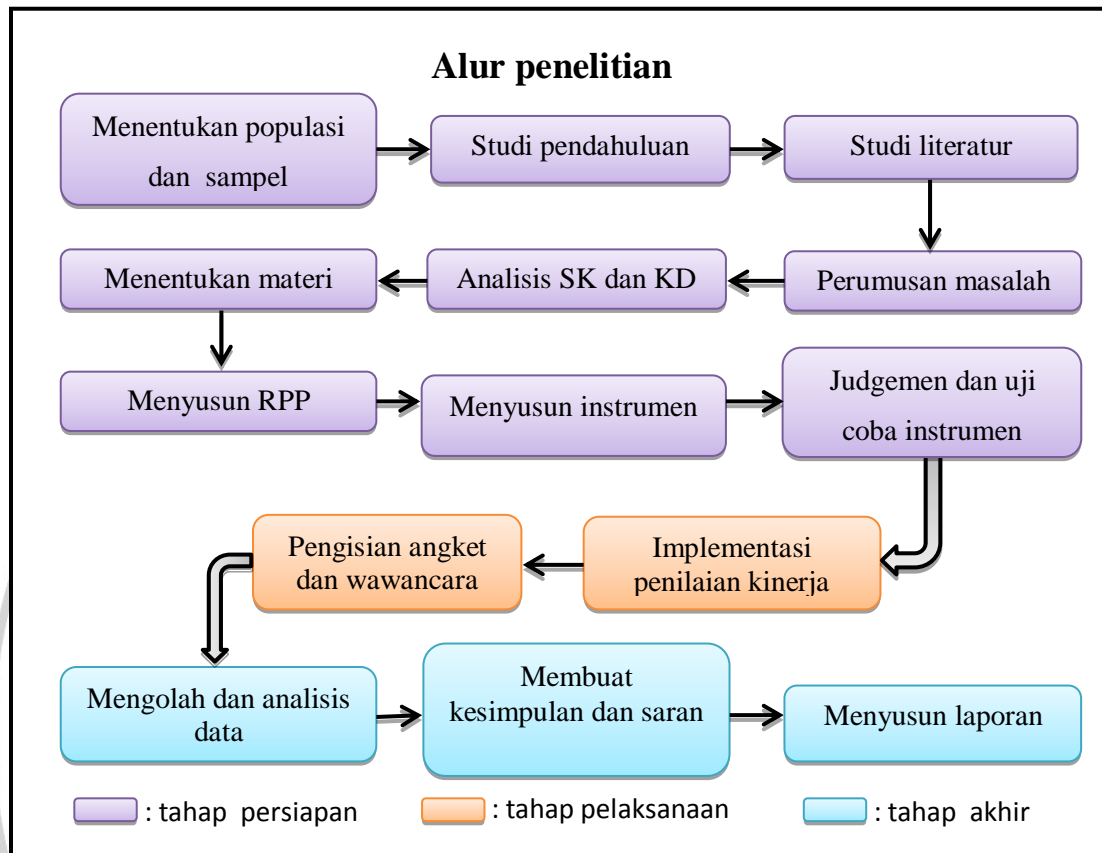 Alur penelitian
Menentukan populasi
dan sampel
Studi pendahuluan
Studi literatur
Menentukan materi
Analisis SK dan KD
Perumusan masalah
Menyusun RPP
Menyusun instrumen
Judgemen dan uji
coba instrumen
Pengisian angket
dan wawancara
Implementasi
penilaian kinerja
Mengolah dan analisis
data
Membuat
kesimpulan dan saran
Menyusun laporan
: tahap persiapan
: tahap pelaksanaan
: tahap akhir